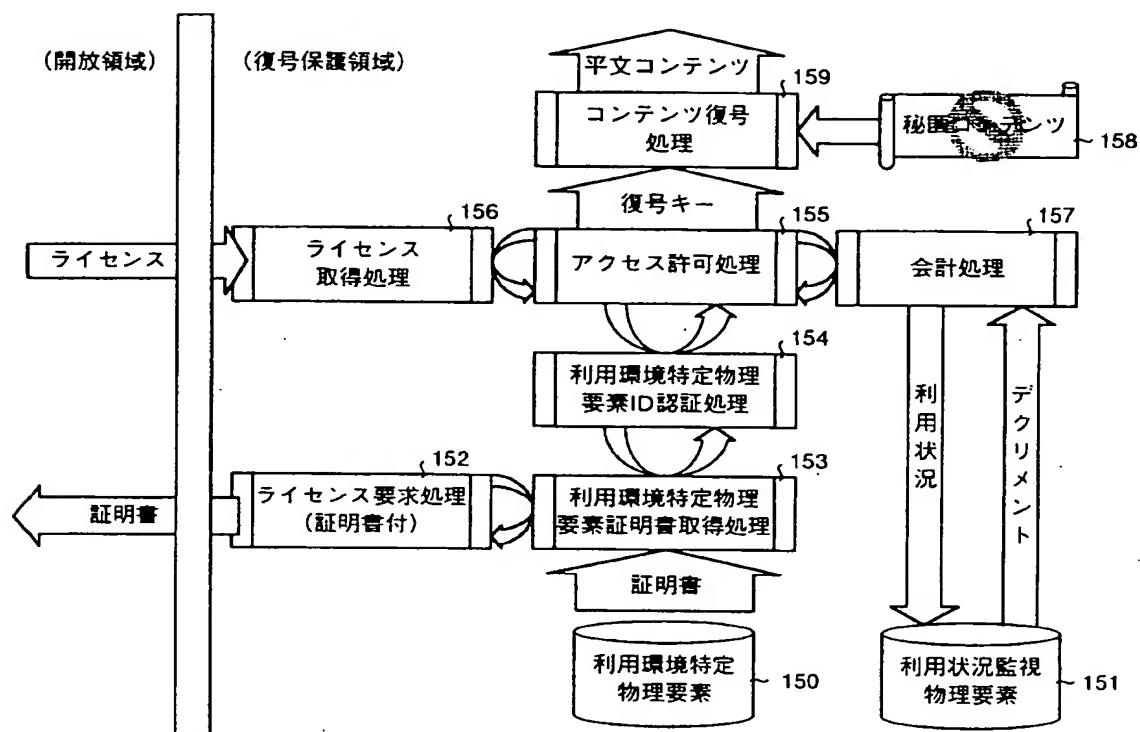 (開放領域)
(復号保護領域)
平文コンテンツ
159
コンテンツ復号
処理
158
復号キー
156
155
157
ライセンス
ライセンス
取得処理
アクセス許可処理
会計処理
154
利用環境特定物理
要素ID認証処理
利用状況
デクリメント
152
153
証明書
ライセンス要求処理
(証明書付)
利用環境特定物理
要素証明書取得処理
証明書
利用環境特定
物理要素
150
利用状況監視
物理要素
151